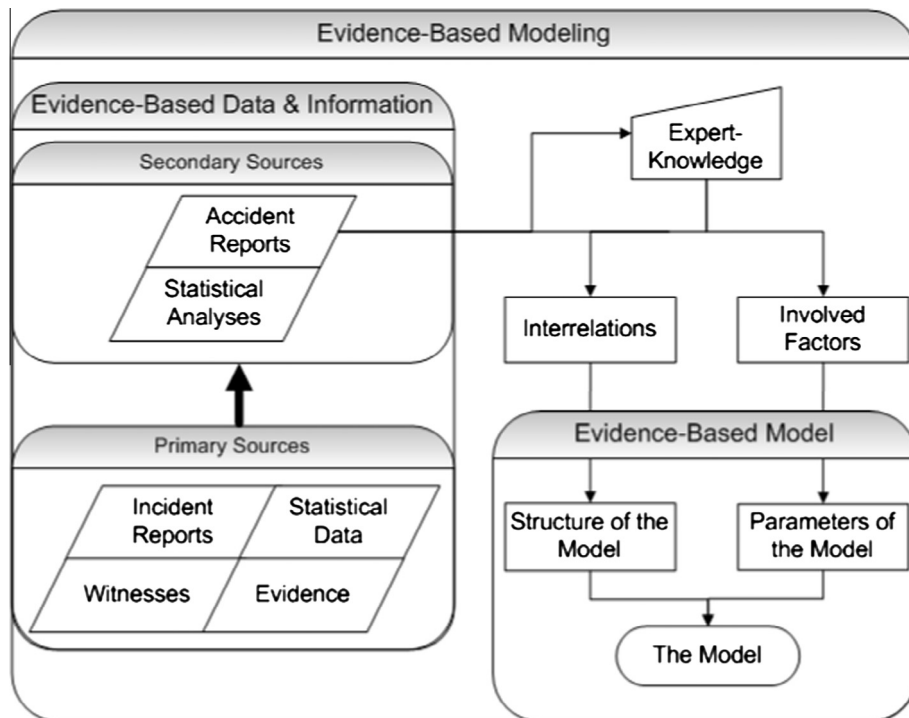 Evidence-Based Modeling
Evidence-Based Data & Information
Secondary Sources
Accident
Reports
Statistical
Analyses
Primary Sources
Incident
Reports
Statistical
Data
Witnesses
Evidence
Expert-
Knowledge
Interrelations
Involved
Factors
Evidence-Based Model
Structure of the
Model
Parameters of
the Model
The Model